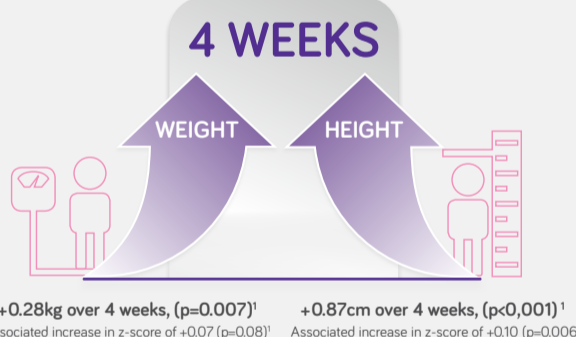 4 WEEKS
WEIGHT HEIGHT
+0.28kg over 4 weeks, (p=0.007)¹ +0.87cm over 4 weeks, (p<0,001) ¹
increase in z-score of +0.07 (p=0.08)¹ Associated increase in z-score of +0.10 (p=0.006